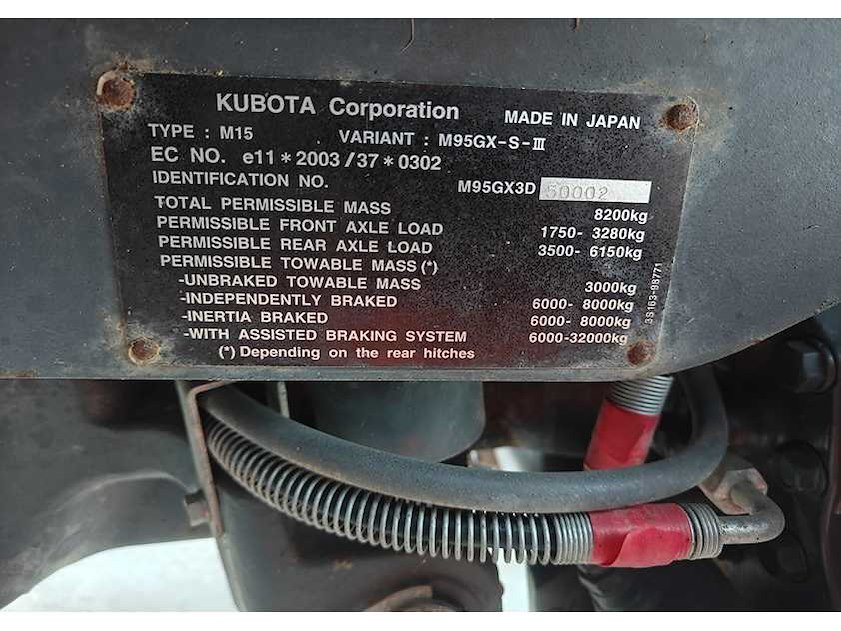 KUBOTA Corporation MADE IN JAPAN
TYPE : M15 VARIANT : M95GX-S-Ⅲ
EC NO. e11*2003/37*0302
IDENTIFICATION NO. M95GX3D 50002
TOTAL PERMISSIBLE MASS 8200kg
PERMISSIBLE FRONT AXLE LOAD 1750- 3280kg
PERMISSIBLE REAR AXLE LOAD 3500- 6150kg
PERMISSIBLE TOWABLE MASS(*)
-UNBRAKED TOWABLE MASS 3000kg
-INDEPENDENTLY BRAKED 6000- 8000kg
-INERTIA BRAKED 6000- 8000kg
-WITH ASSISTED BRAKING SYSTEM 6000-32000kg
(*) Depending on the rear hitches
3S163-98771